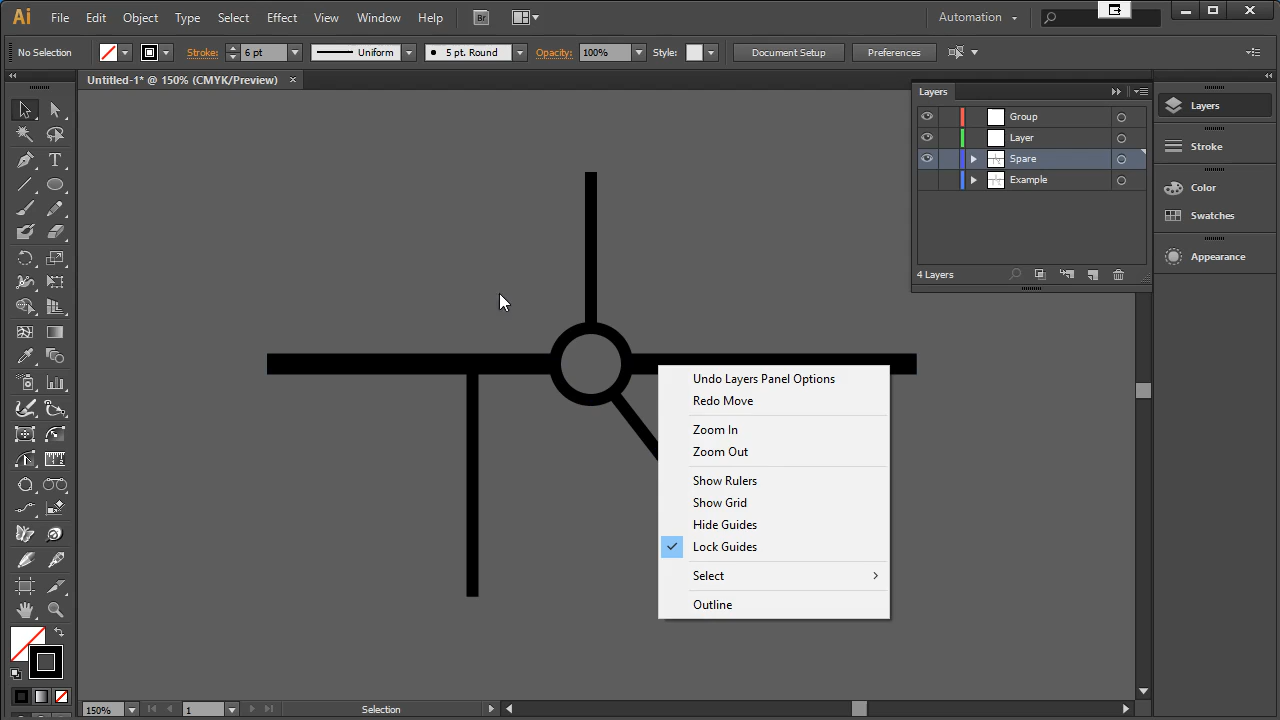 Ai File Edit Object Type Select Effect View Window Help Br Automation
No Selection Stroke: 6 pt Uniform 5 pt. Round Opacity: 100% Style: Document Setup Preferences
Untitled-1* @ 150% (CMYK/Preview) ×
Layers
Group
Layer
Spare
Example
4 Layers
Layers
Stroke
Color
Swatches
Appearance
T
Undo Layers Panel Options
Redo Move
Zoom In
Zoom Out
Show Rulers
Show Grid
Hide Guides
Lock Guides
Select
Outline
150% 1 Selection